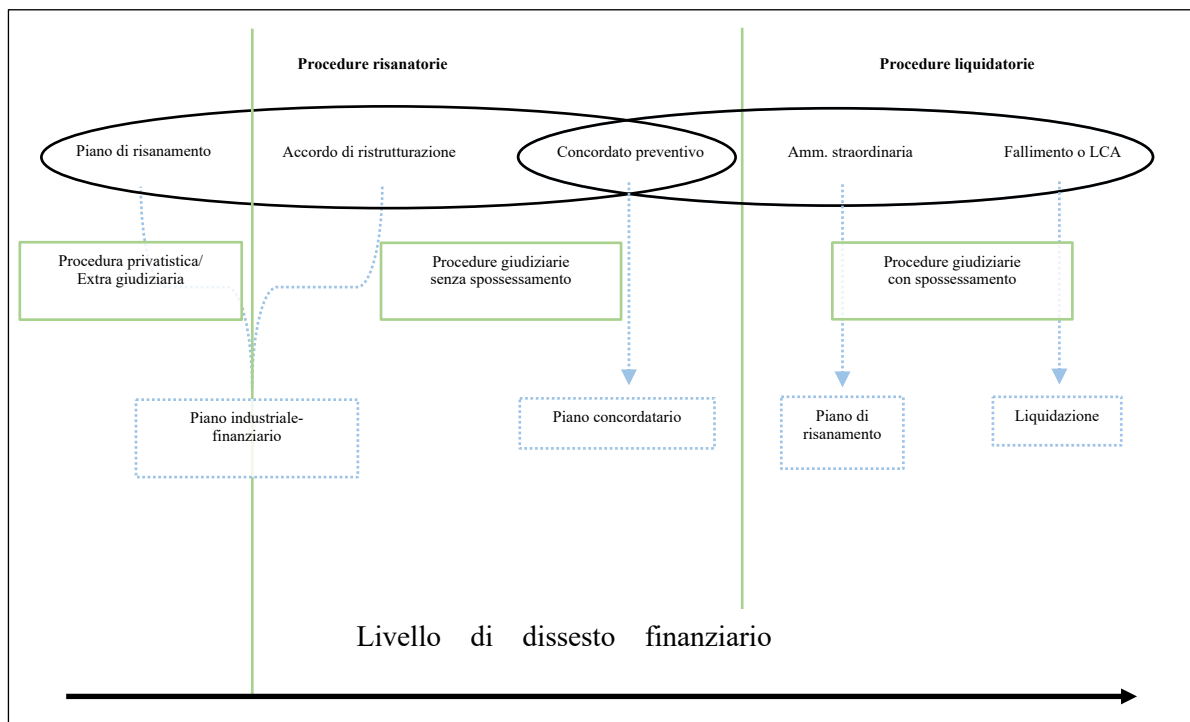 Procedure risanatorie
Procedure liquidatorie
Piano di risanamento
Accordo di ristrutturazione
Concordato preventivo
Amm. straordinaria
Fallimento o LCA
Procedura privatistica/
Extra giudiziaria
Procedure giudiziarie
senza spossessamento
Procedure giudiziarie
con spossessamento
Piano industriale-
finanziario
Piano concordatario
Piano di
risanamento
Liquidazione
Livello di dissesto finanziario